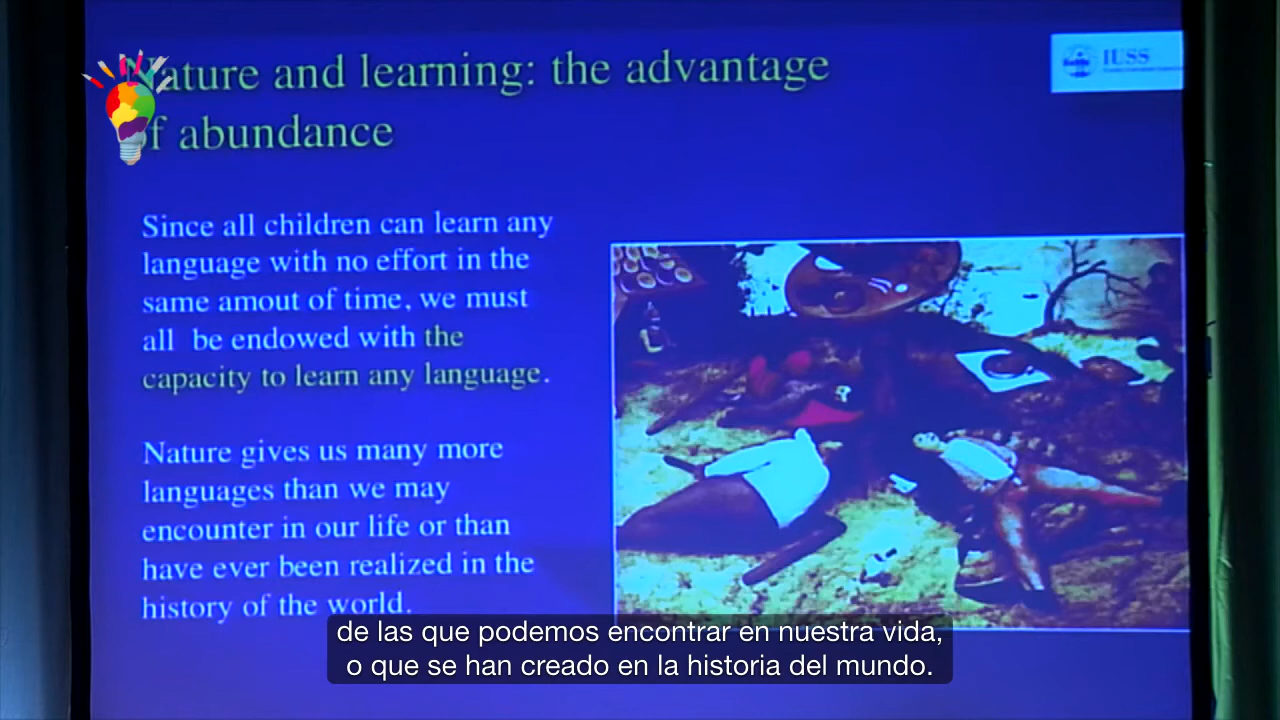 Nature and learning: the advantage
of abundance
IUSS
Since all children can learn any
language with no effort in the
same amout of time, we must
all be endowed with the
capacity to learn any language.
Nature gives us many more
languages than we may
encounter in our life or than
have ever been realized in the
history of the world.
de las que podemos encontrar en nuestra vida,
o que se han creado en la historia del mundo.